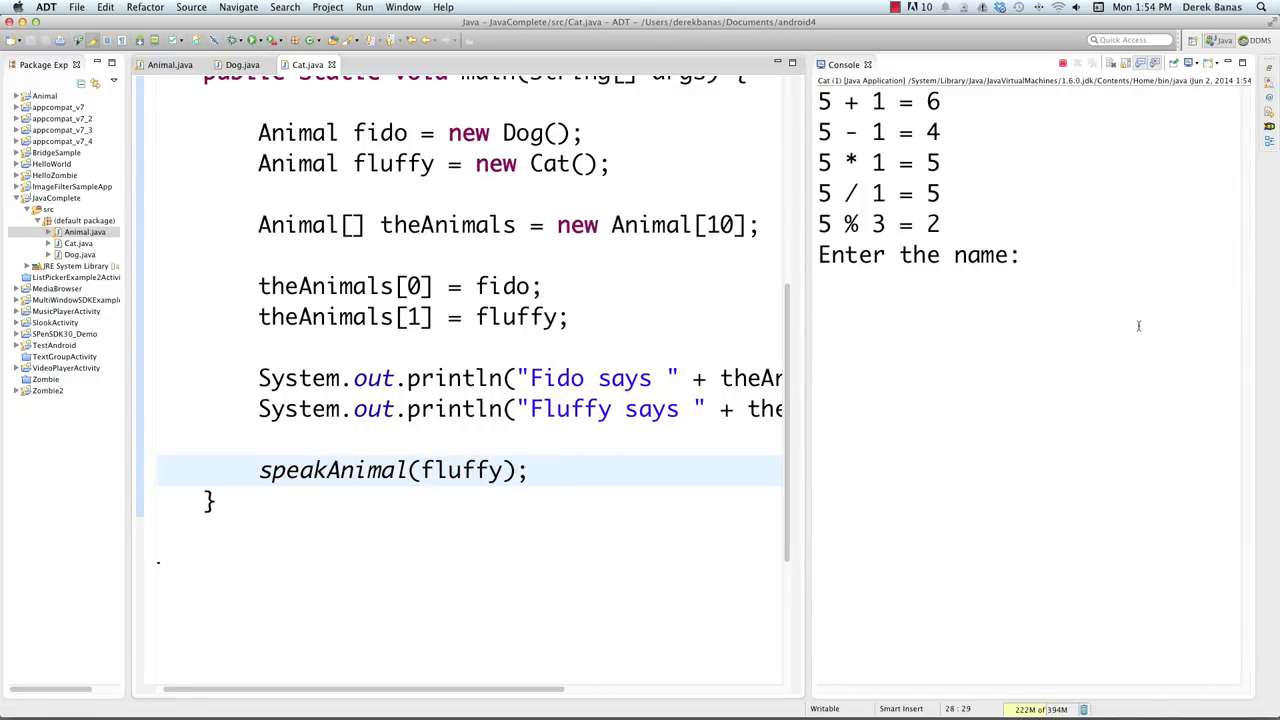 ADT File Edit Refactor Source Navigate Search Project Run Window Help 10 Mon 1:54 PM Derek Banas
Java - JavaComplete/src/Cat.java - ADT - /Users/derekbanas/Documents/android4
Quick Access Java DDMS
Package Exp
Animal
appcompat_v7
appcompat_v7_2
appcompat_v7_3
appcompat_v7_4
BridgeSample
HelloWorld
HelloZombie
ImageFilterSampleApp
JavaComplete
src
(default package)
Animal.java
Cat.java
Dog.java
JRE System Library [Ja
ListPickerExample2Activi
MediaBrowser
MultiWindowSDKExample
MusicPlayerActivity
SlookActivity
SPenSDK30_Demo
TestAndroid
TextGroupActivity
VideoPlayerActivity
Zombie
Zombie2
Animal.java Dog.java Cat.java
public static void main(String[] args) {
Animal fido = new Dog();
Animal fluffy = new Cat();
Animal[] theAnimals = new Animal[10];
theAnimals[0] = fido;
theAnimals[1] = fluffy;
System.out.println("Fido says " + theAn
System.out.println("Fluffy says " + the
speakAnimal(fluffy);
}
Console
Cat (1) [Java Application] /System/Library/Java/JavaVirtualMachines/1.6.0.jdk/Contents/Home/bin/java (Jun 2, 2014 1:54
5 + 1 = 6
5 - 1 = 4
5 * 1 = 5
5 / 1 = 5
5 % 3 = 2
Enter the name:
Writable Smart Insert 28 : 29 222M of 394M